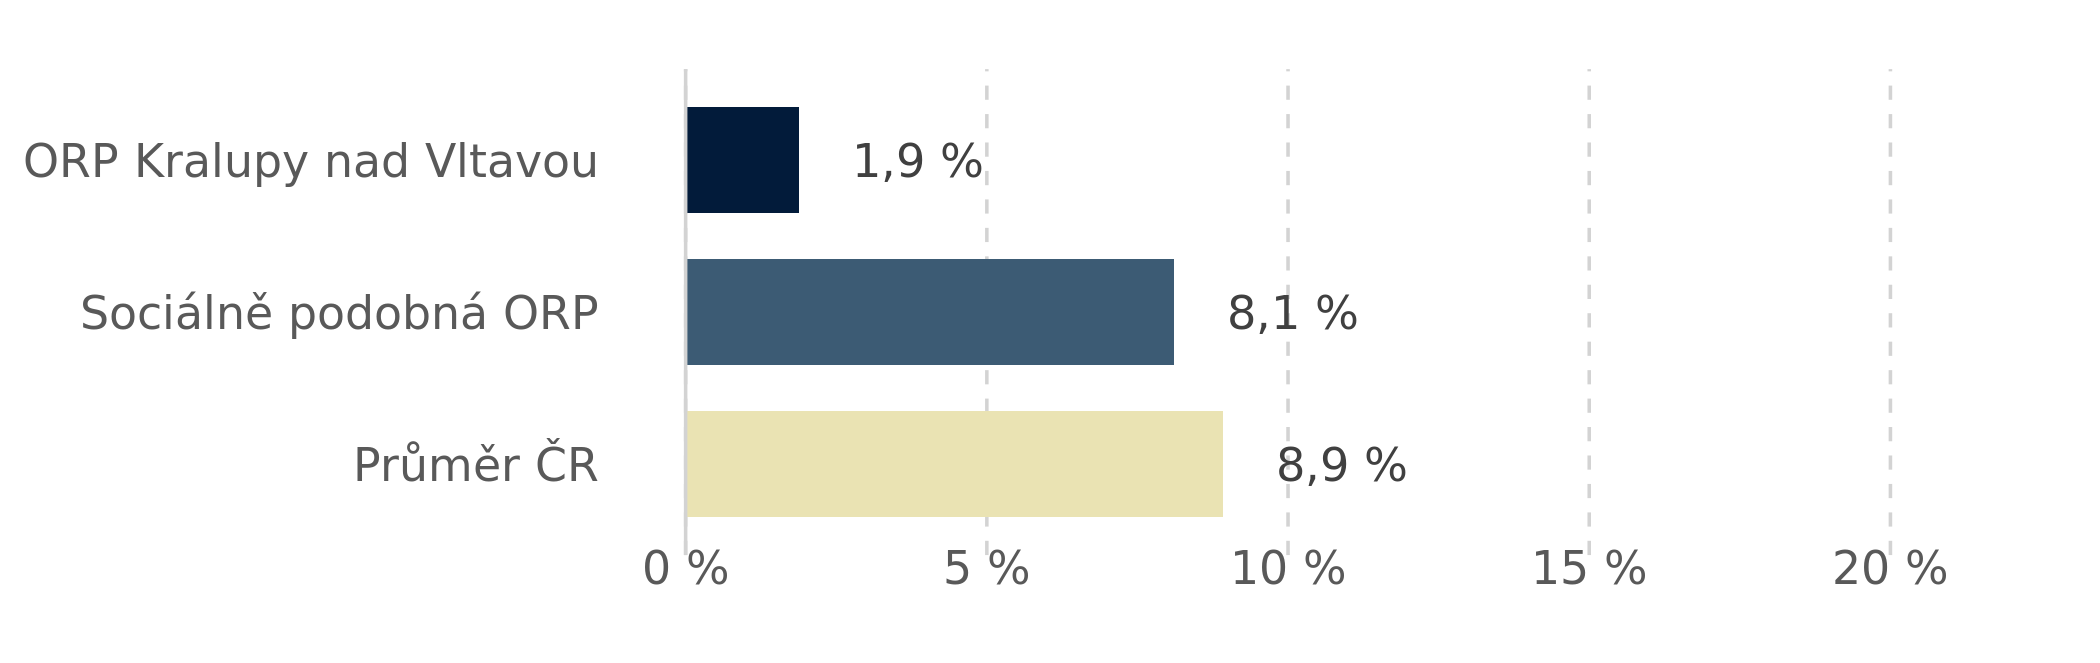 ORP Kralupy nad Vltavou 1,9 %
Sociálně podobná ORP 8,1 %
Průměr ČR 8,9 %
0 % 5 % 10 % 15 % 20 %